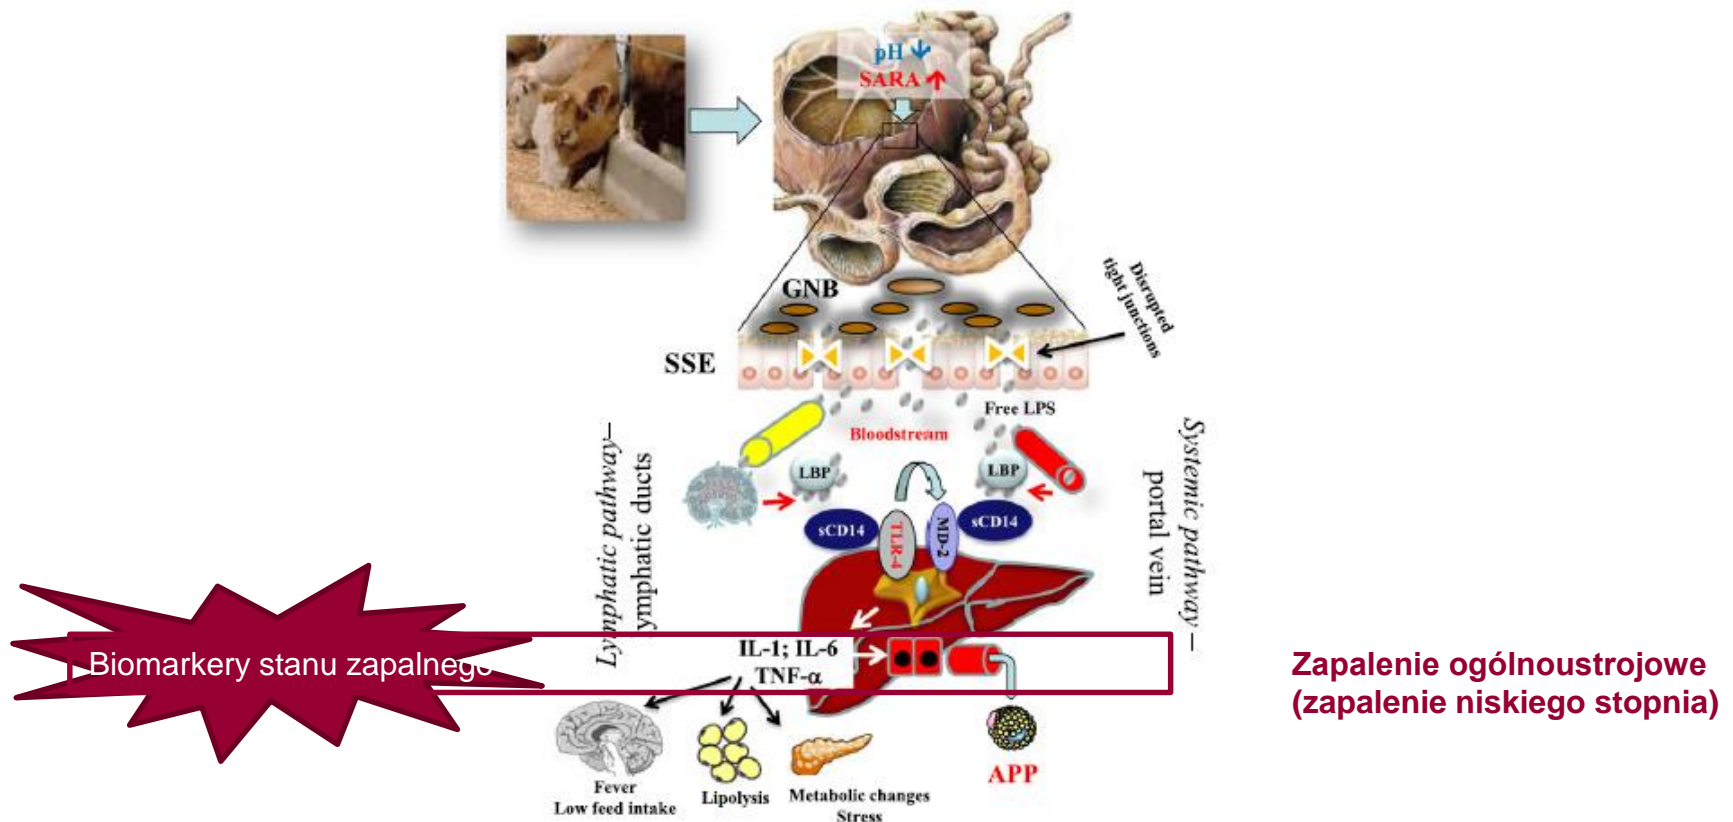 pH
SARA
GNB
Disrupted
tight junctions
SSE
Free LPS
Bloodstream
LBP
LBP
sCD14
TLR-4
MD-2
sCD14
Lymphatic pathway–
lymphatic ducts
Systemic pathway –
portal vein
Biomarkery stanu zapalnego
IL-1; IL-6
TNF-α
Zapalenie ogólnoustrojowe
(zapalenie niskiego stopnia)
Fever
Low feed intake
Lipolysis
Metabolic changes
Stress
APP